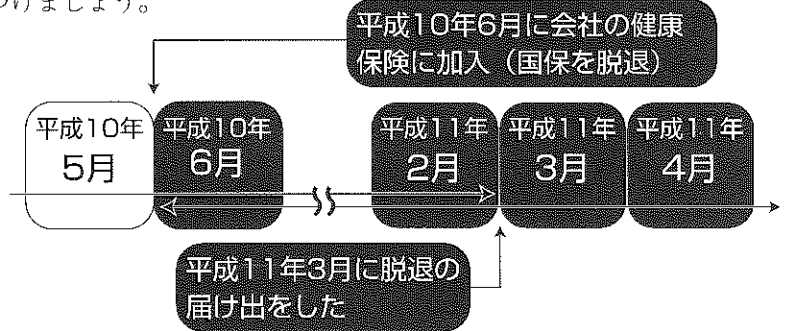 つけましょう。
平成10年6月に会社の健康
保険に加入（国保を脱退）
平成10年
5月
平成10年
6月
平成11年
2月
平成11年
3月
平成11年
4月
平成11年3月に脱退の
届け出をした